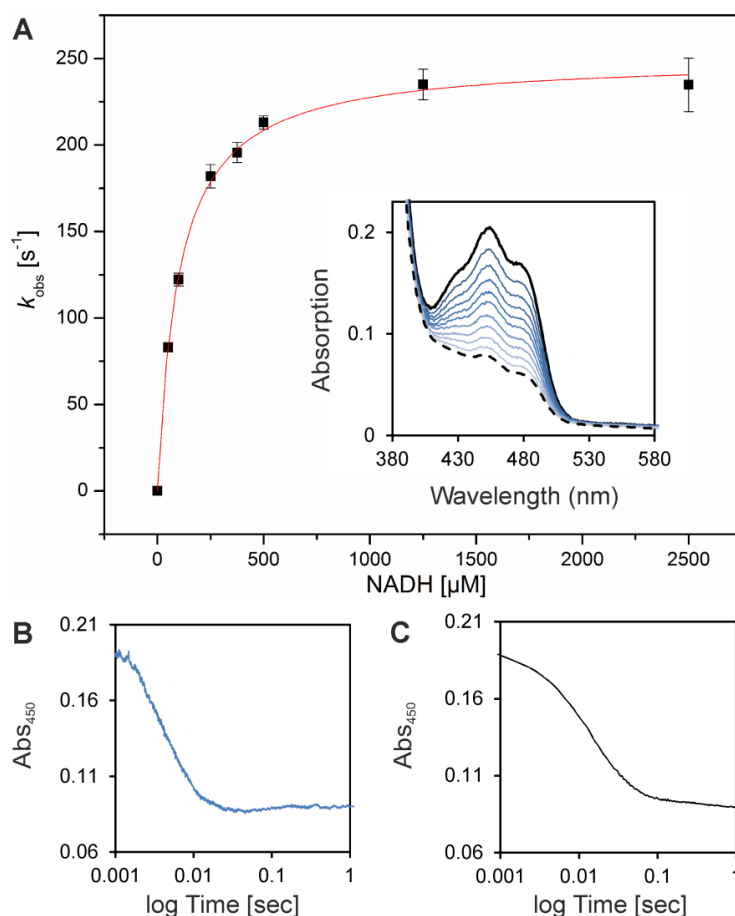 A
250
200
150
100
50
0
k_obs [s⁻¹]
0 500 1000 1500 2000 2500
NADH [µM]
0.2
0.1
0
Absorption
380 430 480 530 580
Wavelength (nm)
B
0.21
0.16
0.11
0.06
Abs₄₅₀
0.001 0.01 0.1 1
log Time [sec]
C
0.21
0.16
0.11
0.06
Abs₄₅₀
0.001 0.01 0.1 1
log Time [sec]